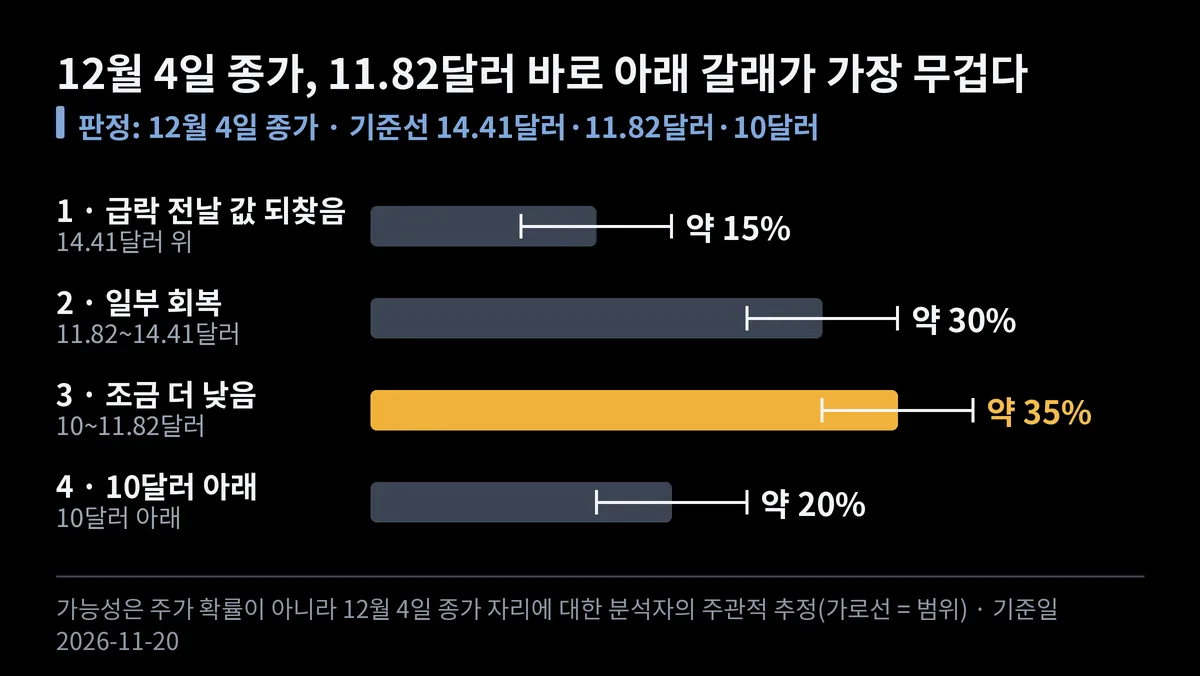 12월 4일 종가, 11.82달러 바로 아래 갈래가 가장 무겁다
판정: 12월 4일 종가 · 기준선 14.41달러·11.82달러·10달러
1 · 급락 전날 값 되찾음
14.41달러 위
약 15%
2 · 일부 회복
11.82~14.41달러
약 30%
3 · 조금 더 낮음
10~11.82달러
약 35%
4 · 10달러 아래
10달러 아래
약 20%
가능성은 주가 확률이 아니라 12월 4일 종가 자리에 대한 분석자의 주관적 추정(가로선 = 범위) · 기준일
2026-11-20